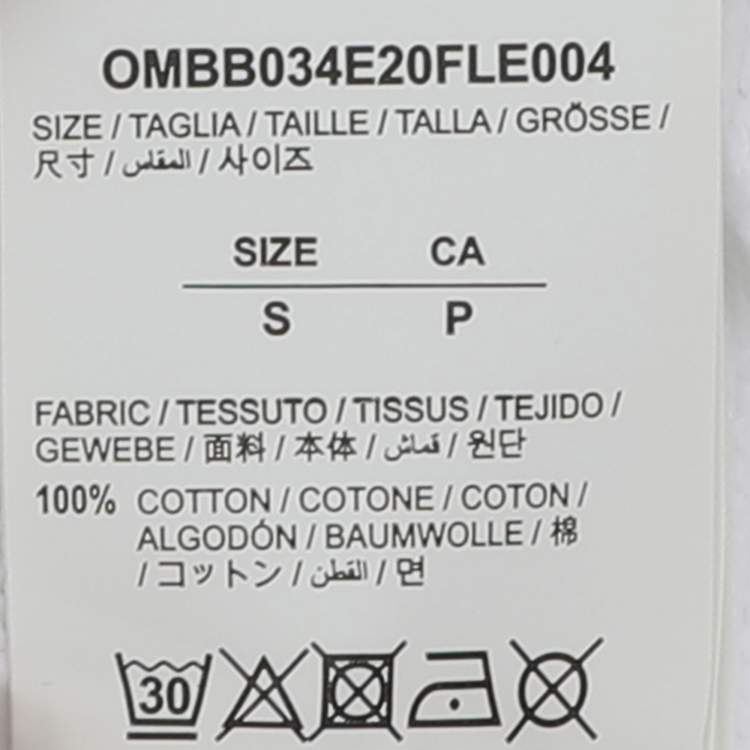 OMBB034E20FLE004
SIZE / TAGLIA / TAILLE / TALLA / GRÖSSE /
尺寸 / المقاس / 사이즈
SIZE CA
S P
FABRIC / TESSUTO / TISSUS / TEJIDO /
GEWEBE / 面料 / 本体 / قماش / 원단
100% COTTON / COTONE / COTON /
ALGODÓN / BAUMWOLLE / 棉
/ コットン / القطن / 면
30